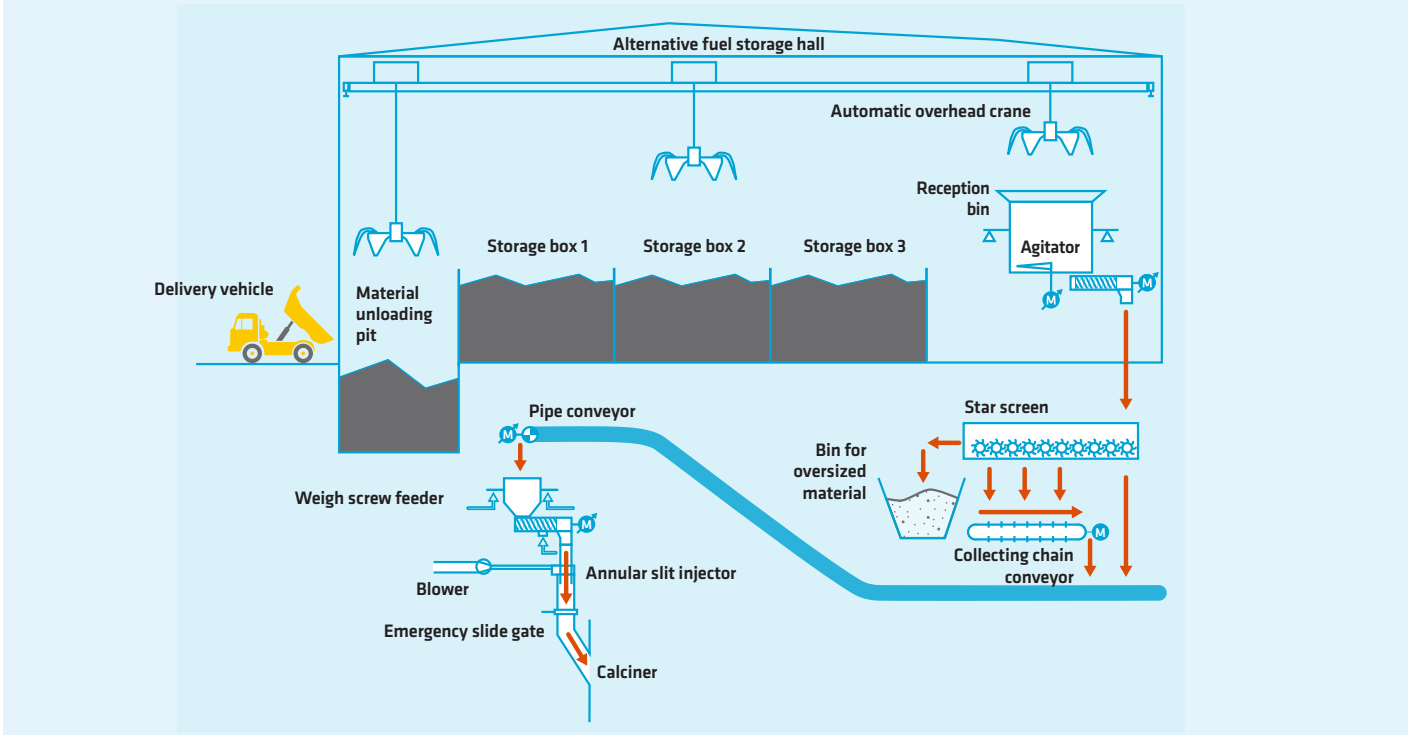 Alternative fuel storage hall
Automatic overhead crane
Reception
bin
Agitator
Storage box 1
Storage box 2
Storage box 3
Delivery vehicle
Material
unloading
pit
M
M
Star screen
Pipe conveyor
M
Bin for
oversized
material
Weigh screw feeder
M
M
Collecting chain
conveyor
Annular slit injector
Blower
Emergency slide gate
Calciner